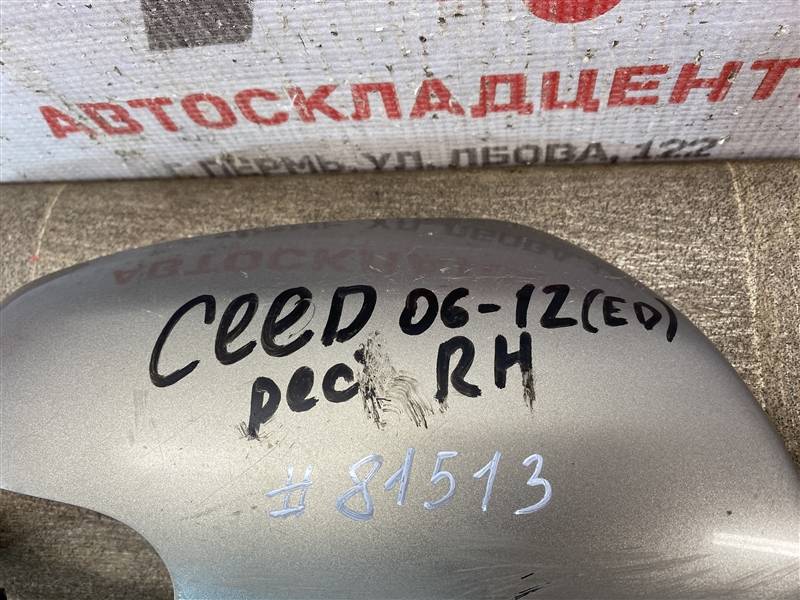 АВТОСКЛАДЦЕНТ
Г. ПЕРМЬ, УЛ. ЛБОВА, 122
CEED 06-12 (ED)
рес RH
#81513